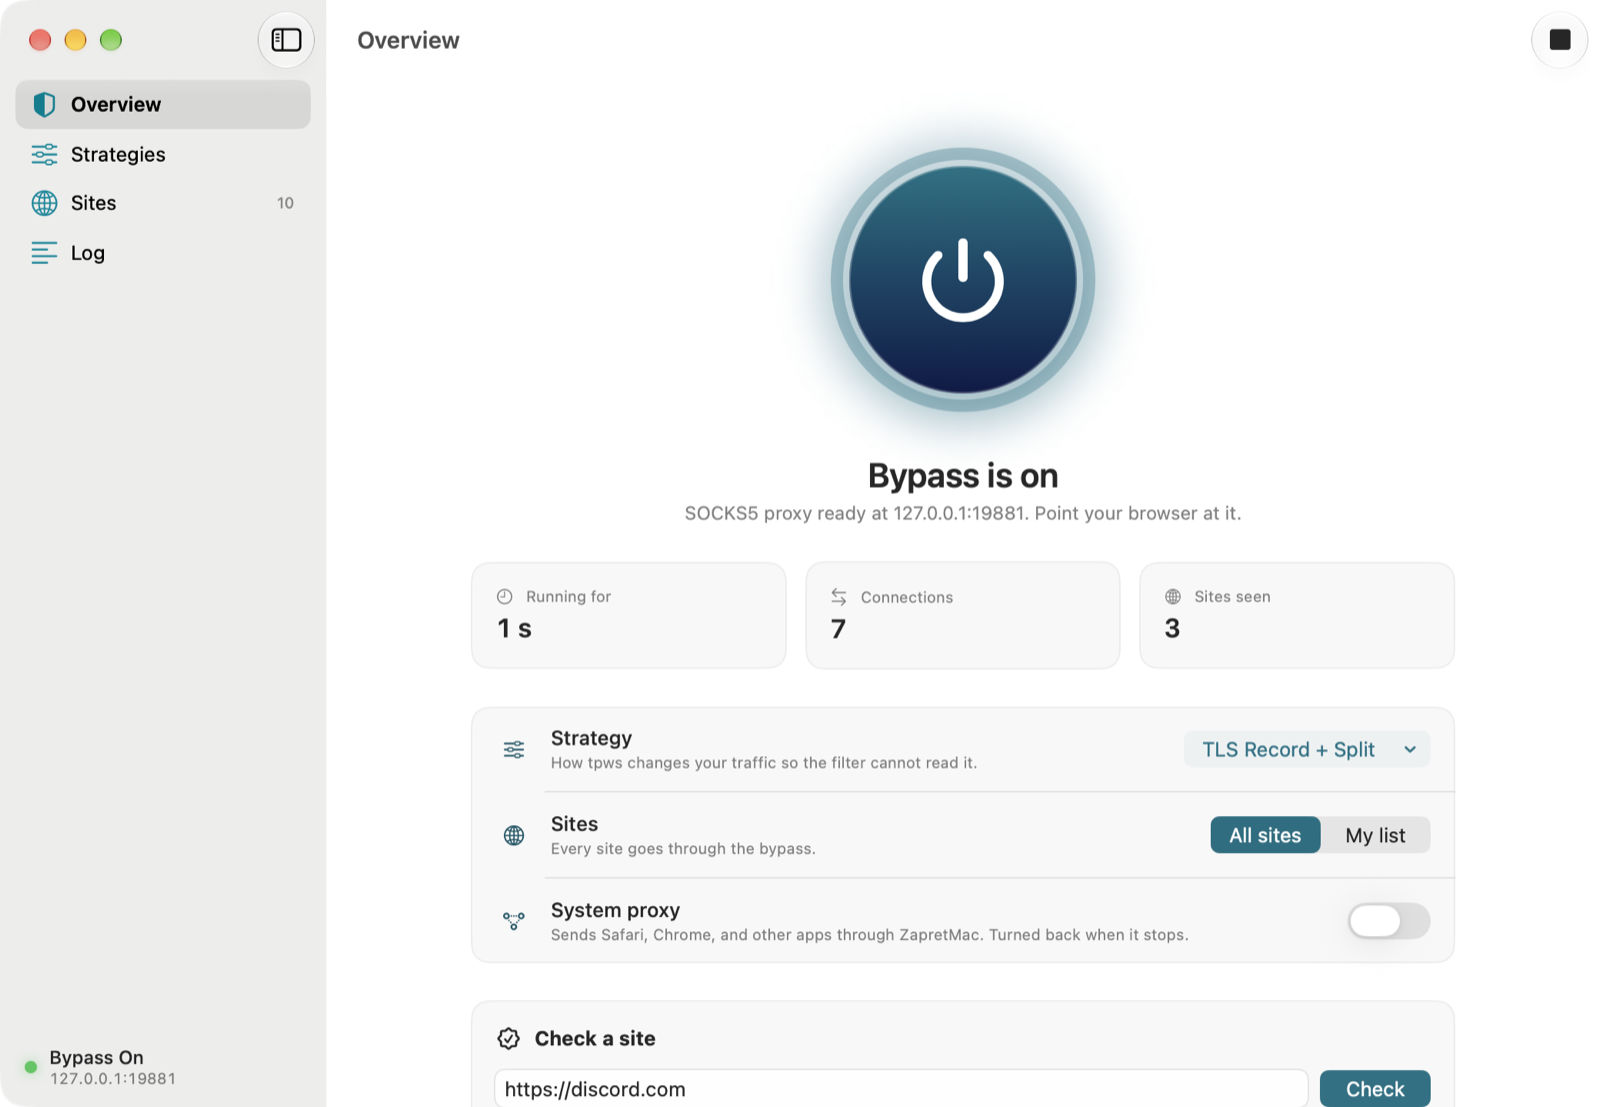 Overview
Strategies
Sites 10
Log
Bypass On
127.0.0.1:19881
Overview
Bypass is on
SOCKS5 proxy ready at 127.0.0.1:19881. Point your browser at it.
Running for
1 s
Connections
7
Sites seen
3
Strategy
How tpws changes your traffic so the filter cannot read it.
TLS Record + Split
Sites
Every site goes through the bypass.
All sites My list
System proxy
Sends Safari, Chrome, and other apps through ZapretMac. Turned back when it stops.
Check a site
https://discord.com
Check